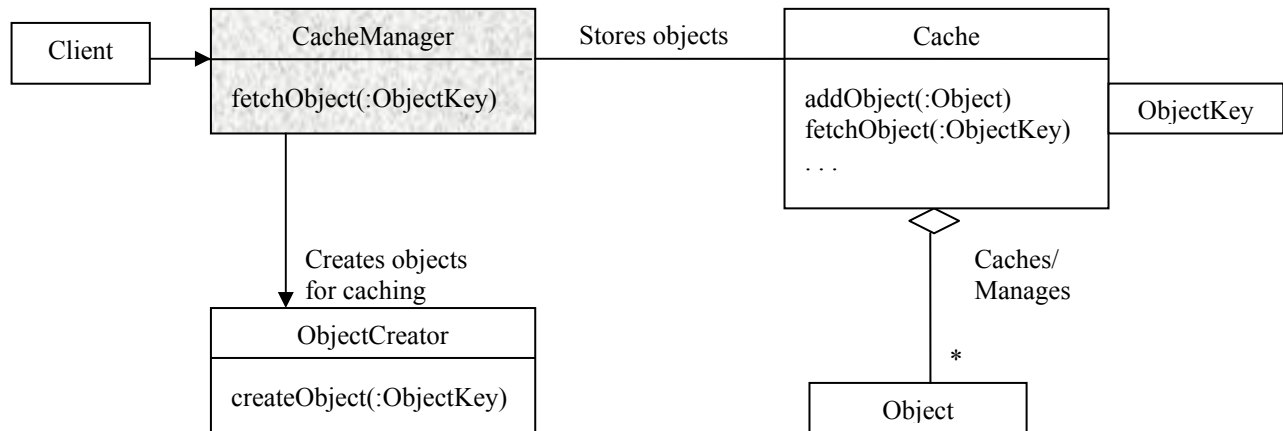 Client
CacheManager
fetchObject(:ObjectKey)
Stores objects
Cache
addObject(:Object)
fetchObject(:ObjectKey)
. . .
ObjectKey
Creates objects
for caching
ObjectCreator
createObject(:ObjectKey)
Caches/
Manages
*
Object